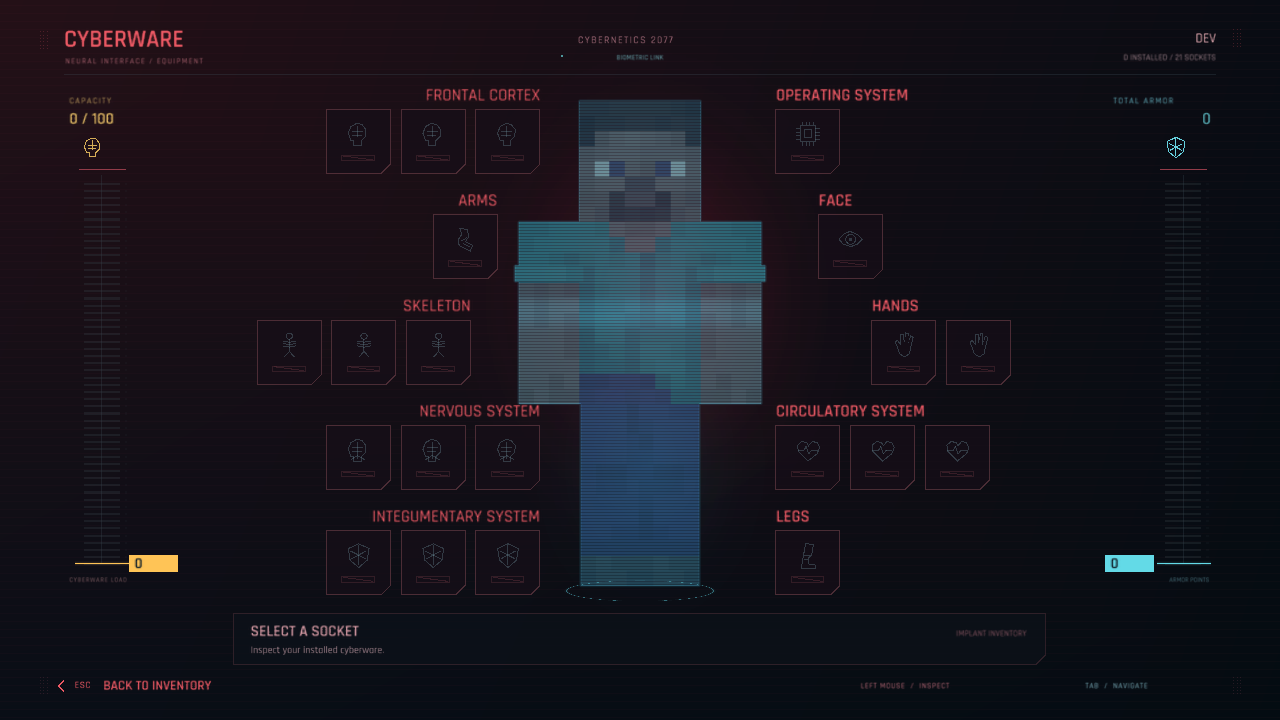 CYBERWARE
NEURAL INTERFACE / EQUIPMENT
CYBERNETICS 2077
BIOMETRIC LINK
DEV
0 INSTALLED / 21 SOCKETS
CAPACITY
0 / 100
TOTAL ARMOR
0
FRONTAL CORTEX
OPERATING SYSTEM
ARMS
FACE
SKELETON
HANDS
NERVOUS SYSTEM
CIRCULATORY SYSTEM
INTEGUMENTARY SYSTEM
LEGS
0
CYBERWARE LOAD
0
ARMOR POINTS
SELECT A SOCKET
Inspect your installed cyberware.
IMPLANT INVENTORY
ESC BACK TO INVENTORY
LEFT MOUSE / INSPECT
TAB / NAVIGATE